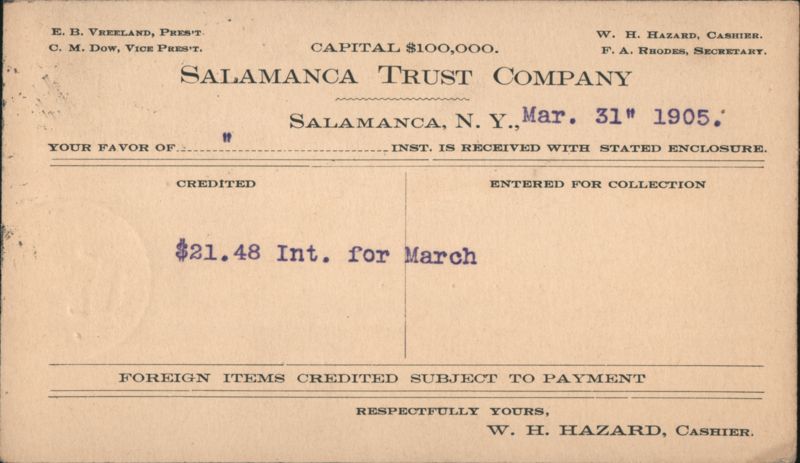 E. B. VREELAND, PRES'T.
C. M. DOW, VICE PRES'T.
CAPITAL $100,000.
W. H. HAZARD, CASHIER.
F. A. RHODES, SECRETARY.
SALAMANCA TRUST COMPANY
SALAMANCA, N. Y., Mar. 31" 1905.
YOUR FAVOR OF " INST. IS RECEIVED WITH STATED ENCLOSURE.
CREDITED ENTERED FOR COLLECTION
$21.48 Int. for March
FOREIGN ITEMS CREDITED SUBJECT TO PAYMENT
RESPECTFULLY YOURS,
W. H. HAZARD, CASHIER.